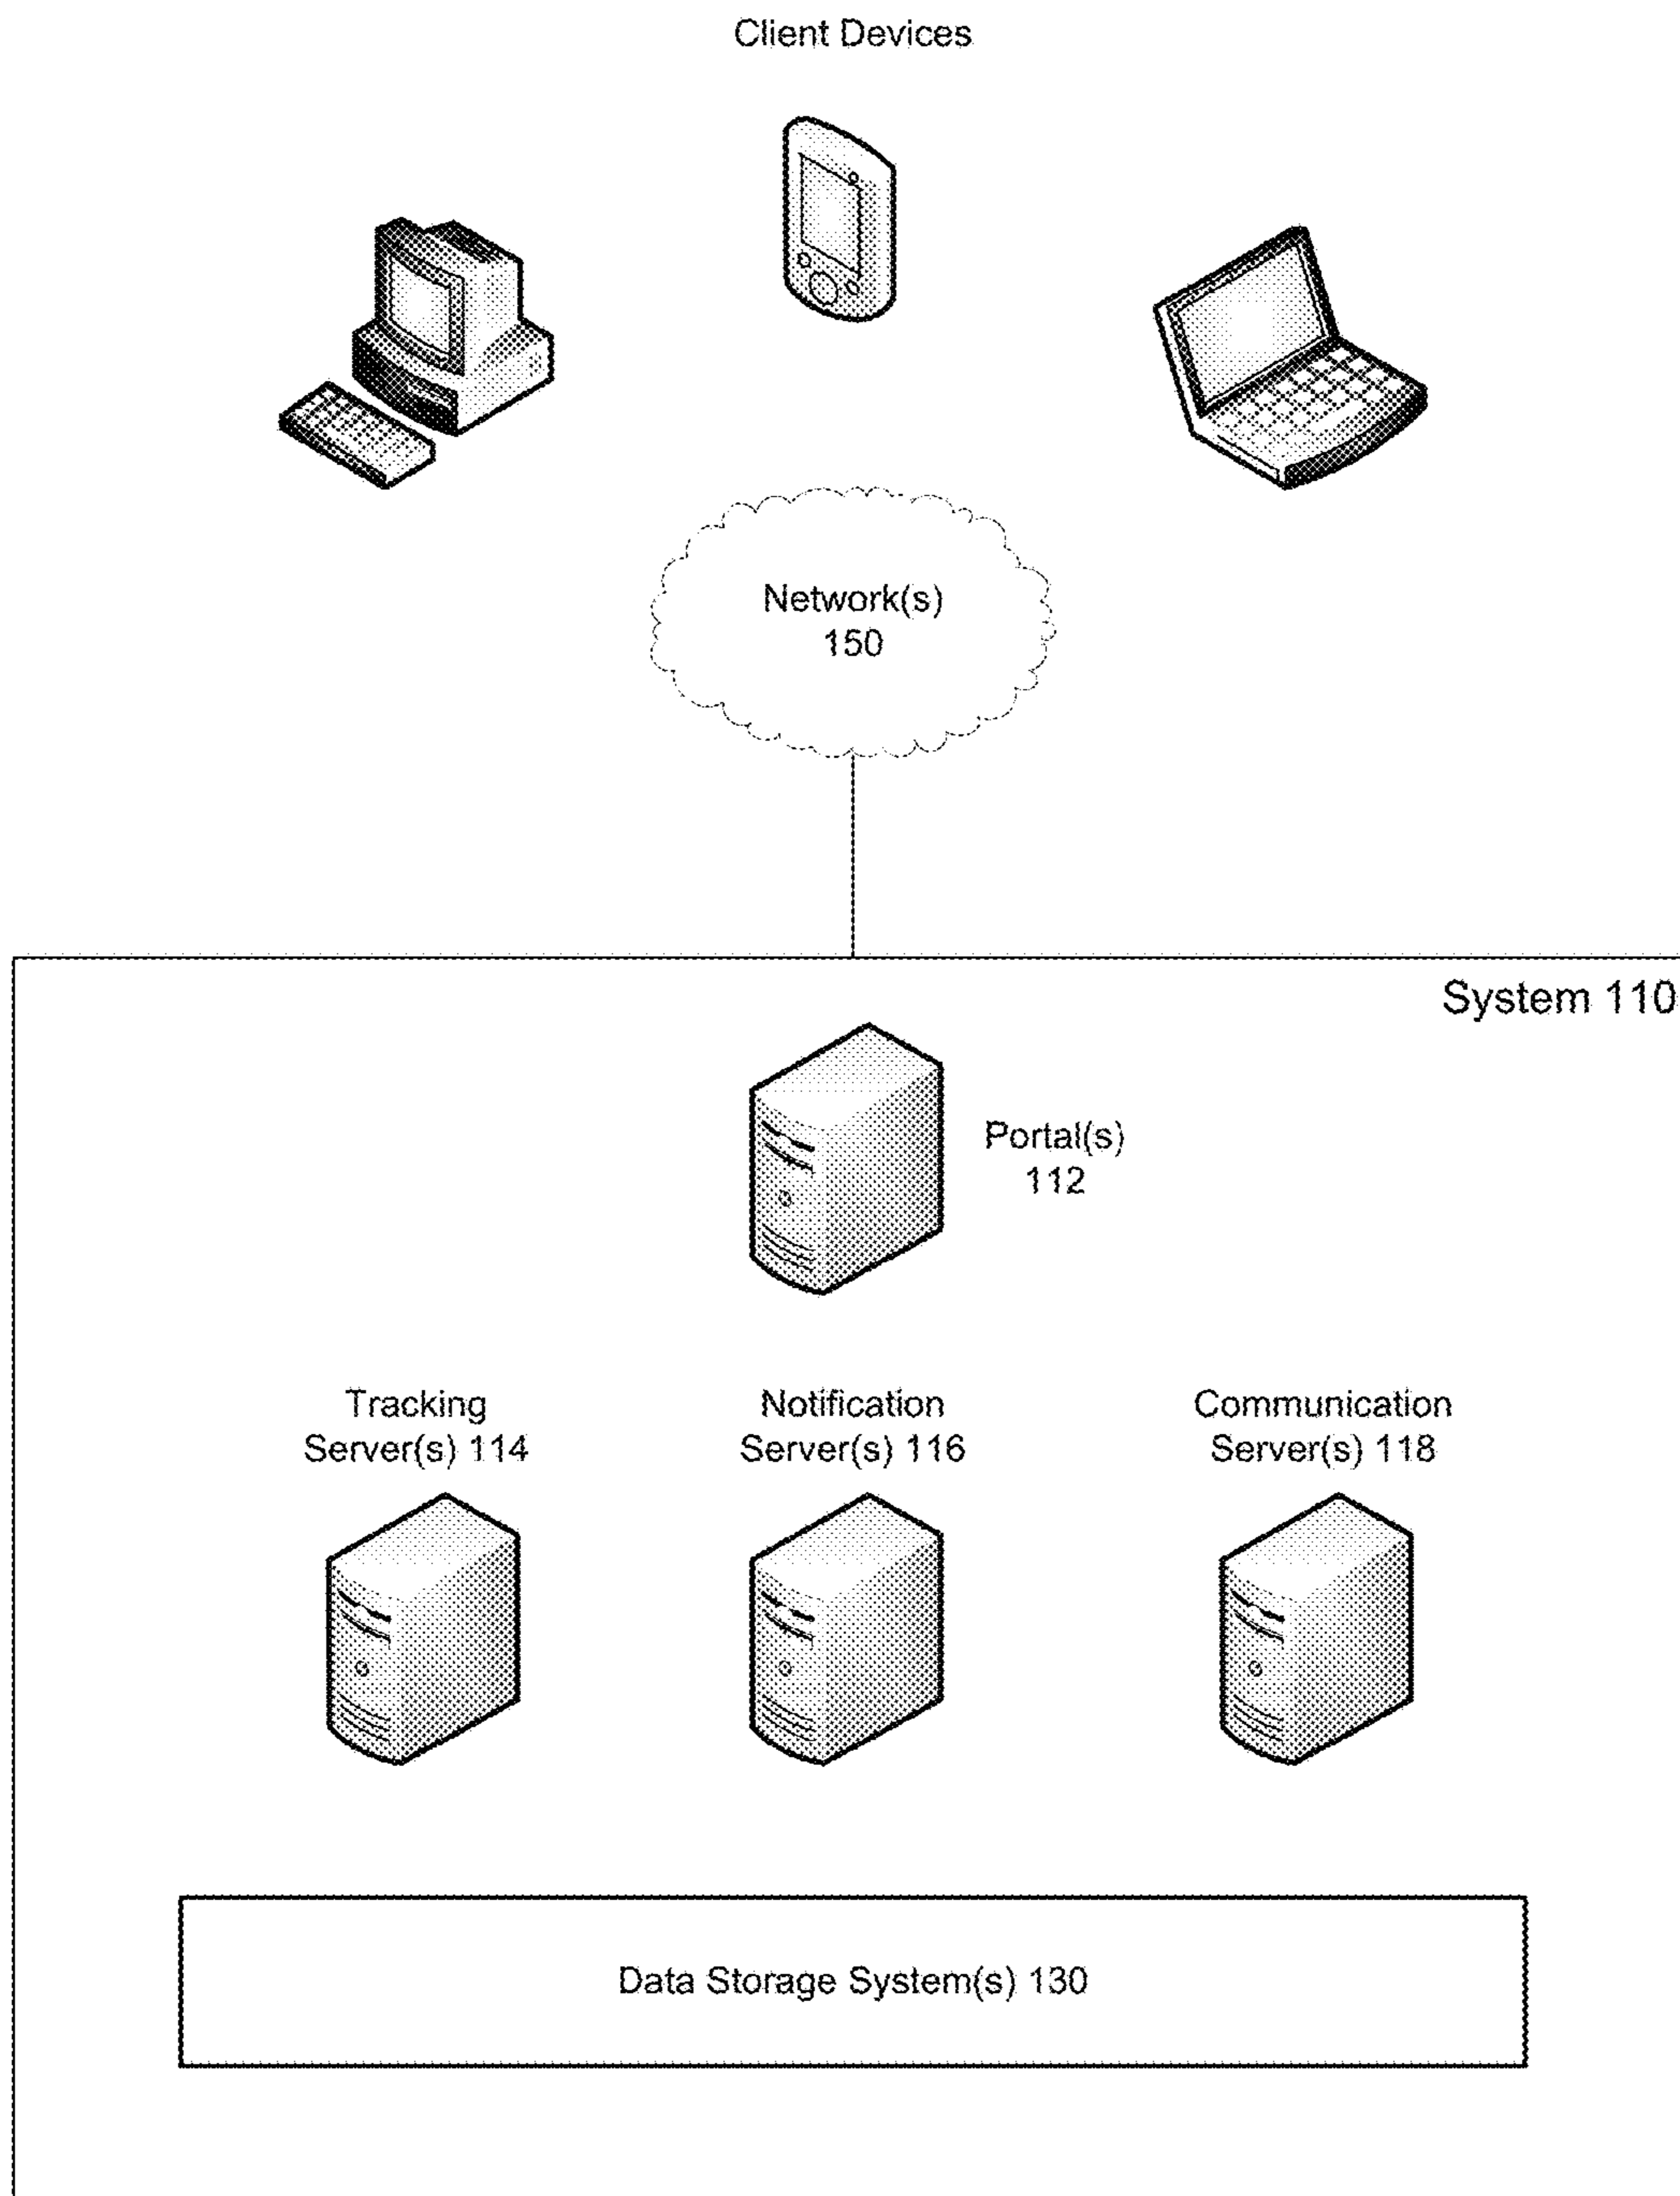 Client Devices
Network(s)
150
System 110
Portal(s)
112
Tracking
Server(s) 114
Notification
Server(s) 116
Communication
Server(s) 118
Data Storage System(s) 130